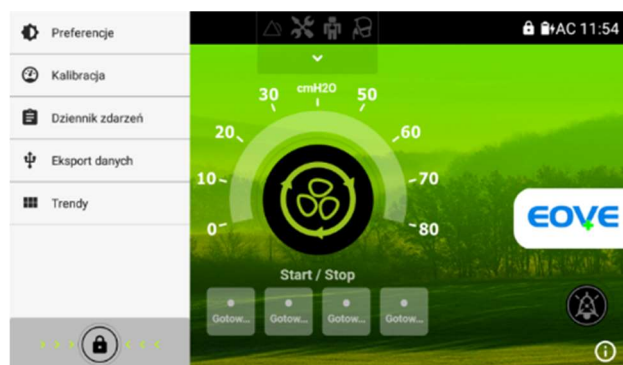 Preferencje
Kalibracja
Dziennik zdarzeń
Eksport danych
Trendy
AC 11:54
cmH2O
30 50
20 60
10 70
0 80
EOVE
Start / Stop
Gotow... Gotow... Gotow... Gotow...